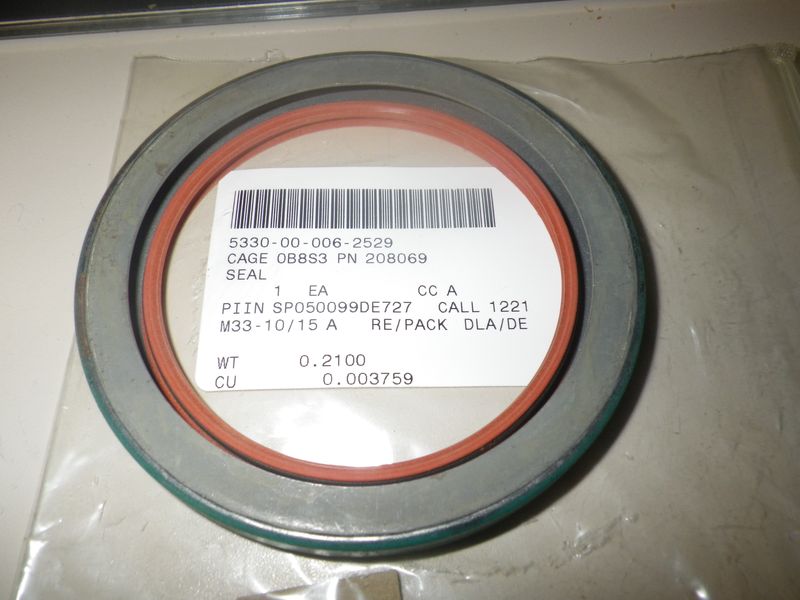 5330-00-006-2529
CAGE 0B8S3 PN 208069
SEAL
1 EA CC A
PIIN SP050099DE727 CALL 1221
M33-10/15 A RE/PACK DLA/DE
WT 0.2100
CU 0.003759